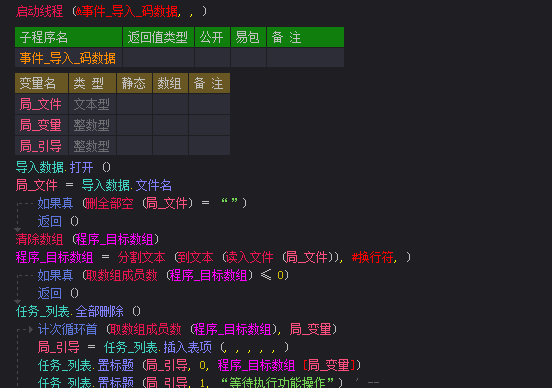 启动线程 (&事件_导入_码数据, , )
子程序名 返回值类型 公开 易包 备 注
事件_导入_码数据
变量名 类 型 静态 数组 备 注
局_文件 文本型
局_变量 整数型
局_引导 整数型
导入数据.打开 ()
局_文件 = 导入数据.文件名
如果真 (删全部空 (局_文件) = “”)
返回 ()
清除数组 (程序_目标数组)
程序_目标数组 = 分割文本 (到文本 (读入文件 (局_文件)), #换行符, )
如果真 (取数组成员数 (程序_目标数组) ≤ 0)
返回 ()
任务_列表.全部删除 ()
计次循环首 (取数组成员数 (程序_目标数组), 局_变量)
局_引导 = 任务_列表.插入表项 (, , , , , )
任务_列表.置标题 (局_引导, 0, 程序_目标数组 [局_变量])
任务_列表.置标题 (局_引导, 1, “等待执行功能操作”) ' --